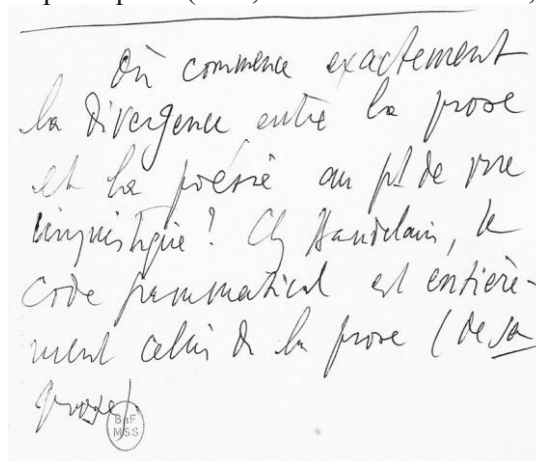 Où commence exactement
la divergence entre la prose
et la poésie au pt de vue
linguistique? Ch Baudelaire, le
code grammatical est entière-
ment celui de la prose (de sa
prose)
BnF
MSS